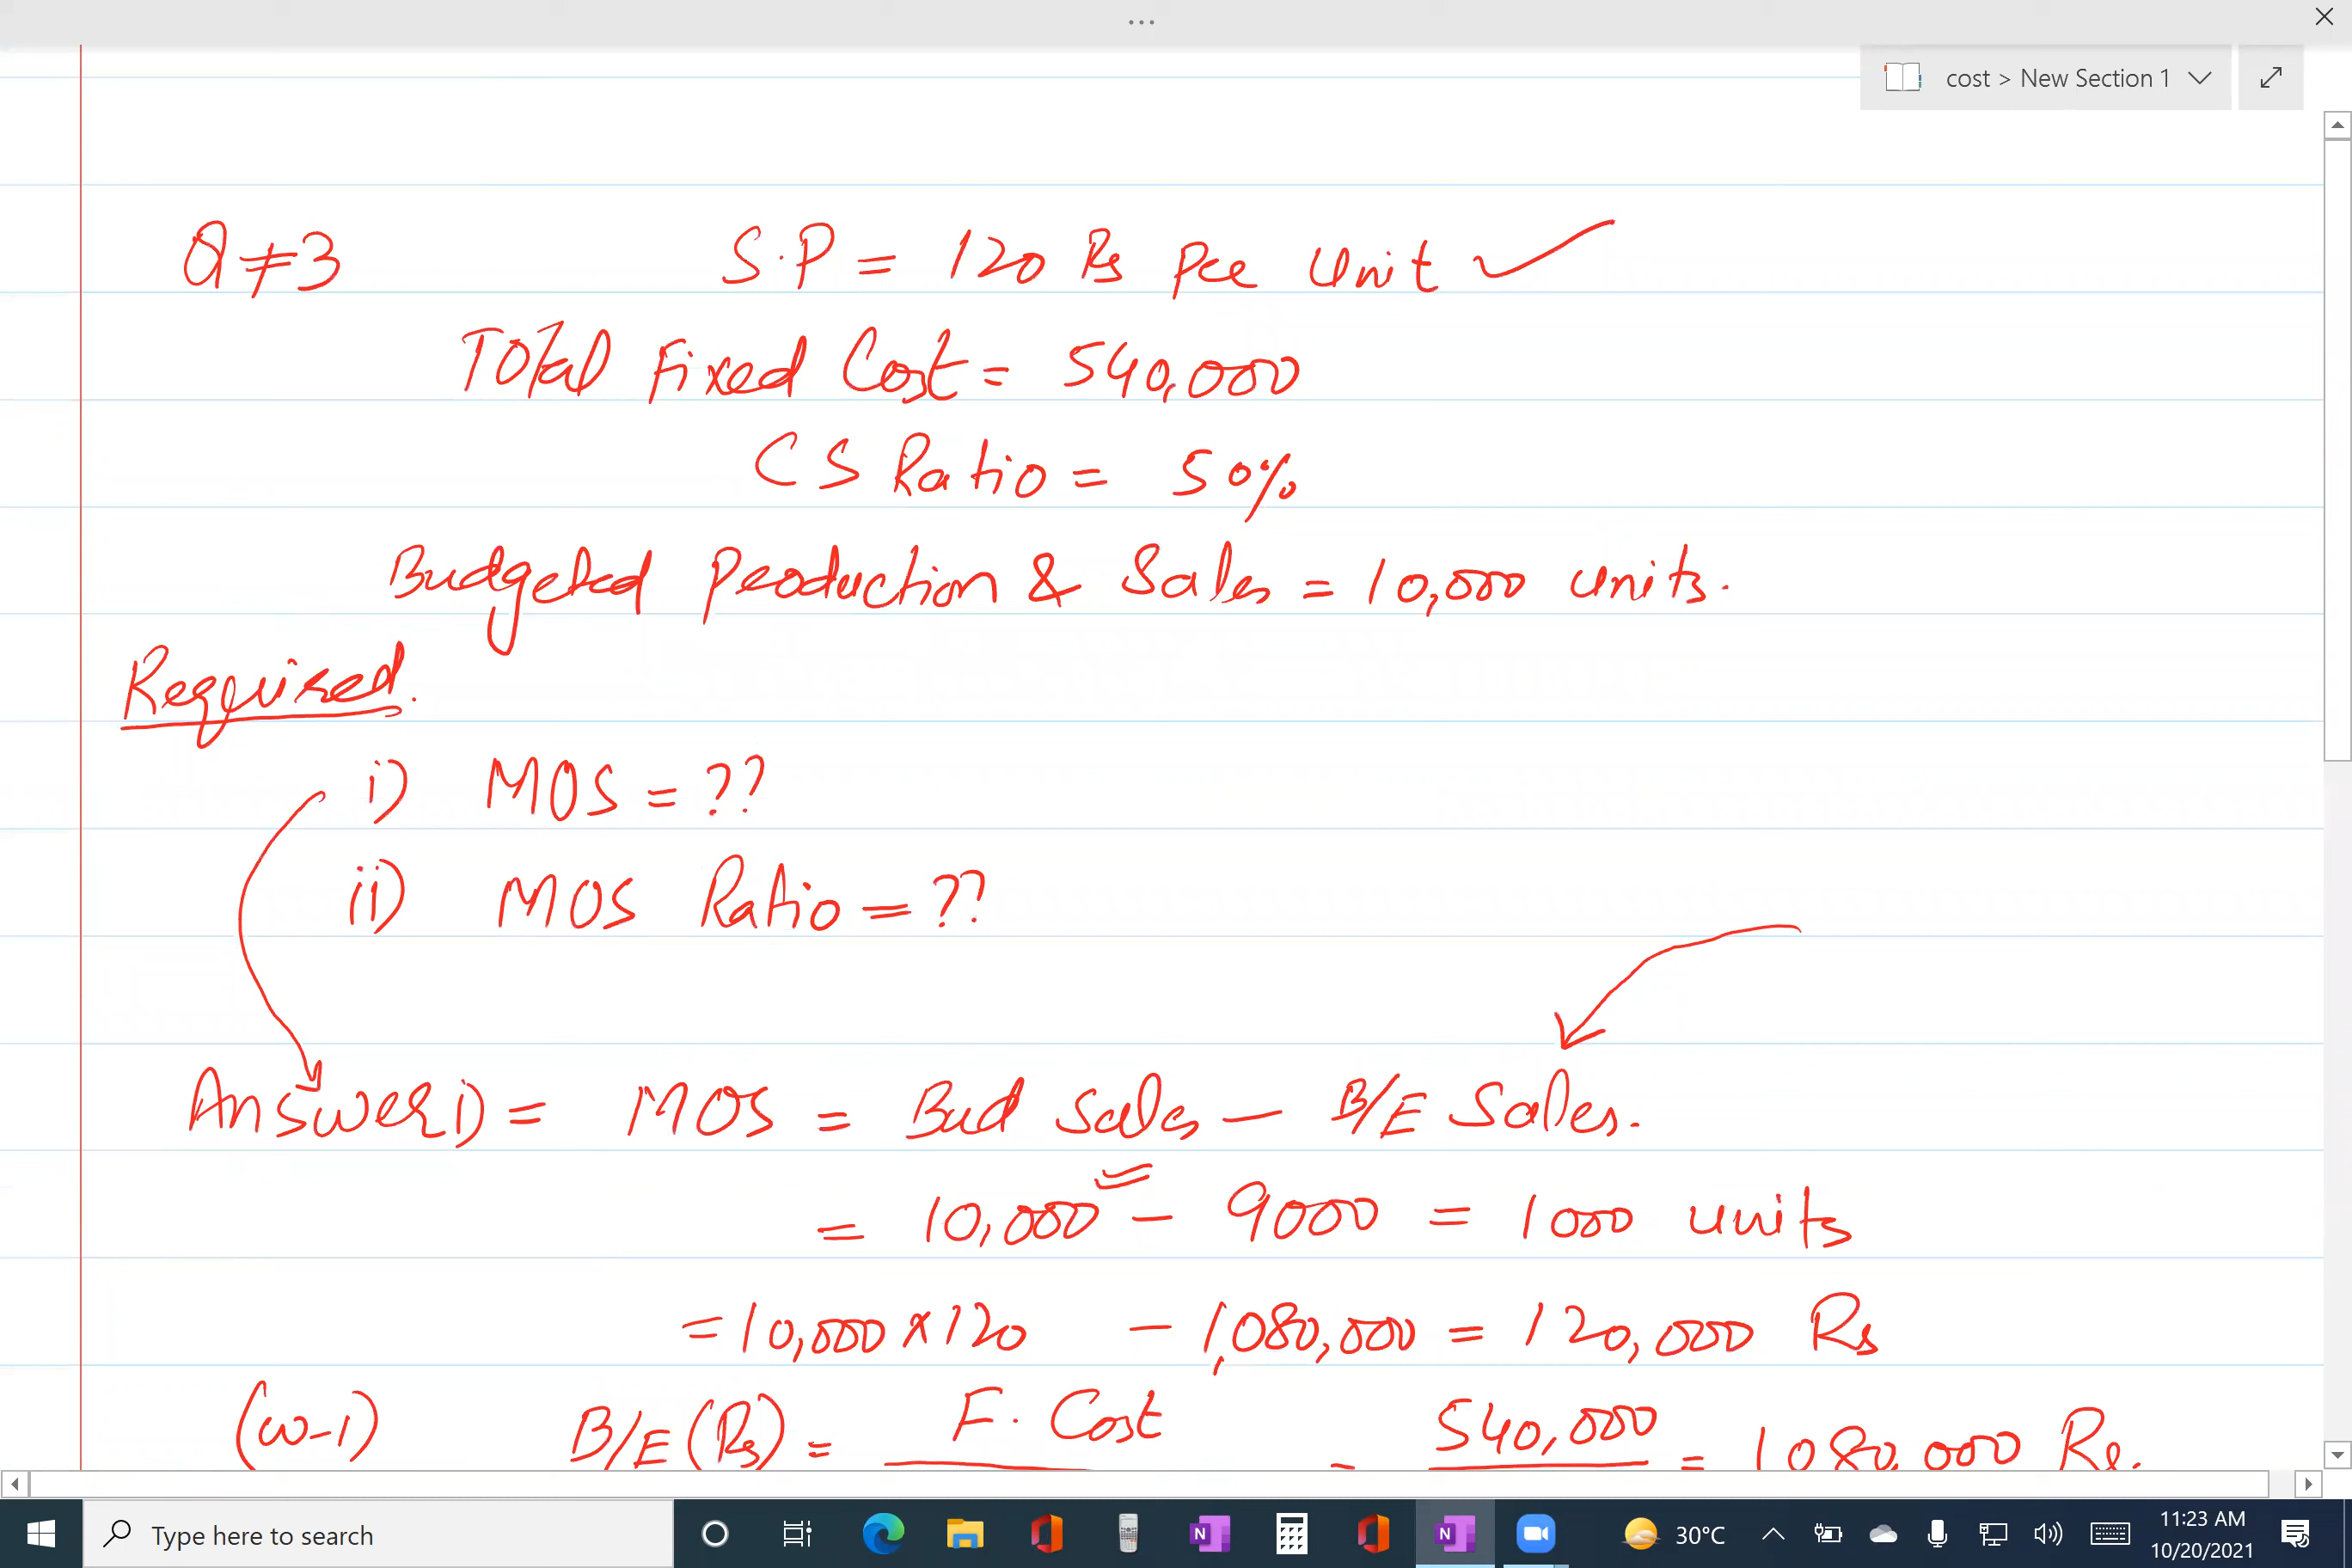 cost > New Section 1
Q#3
S.P = 120 Rs Per Unit
Total Fixed Cost = 540,000
CS Ratio = 50%
Budgeted Production & Sales = 10,000 units.
Required.
i) MOS = ??
ii) MOS Ratio = ??
Answer i) = MOS = Bud Sales – B/E Sales.
= 10,000 – 9000 = 1000 units
= 10,000 x 120 – 1,080,000 = 120,000 Rs
(w-1) B/E (Rs) = F. Cost = 540,000 = 1080,000 Rs.
Type here to search
30°C
11:23 AM
10/20/2021